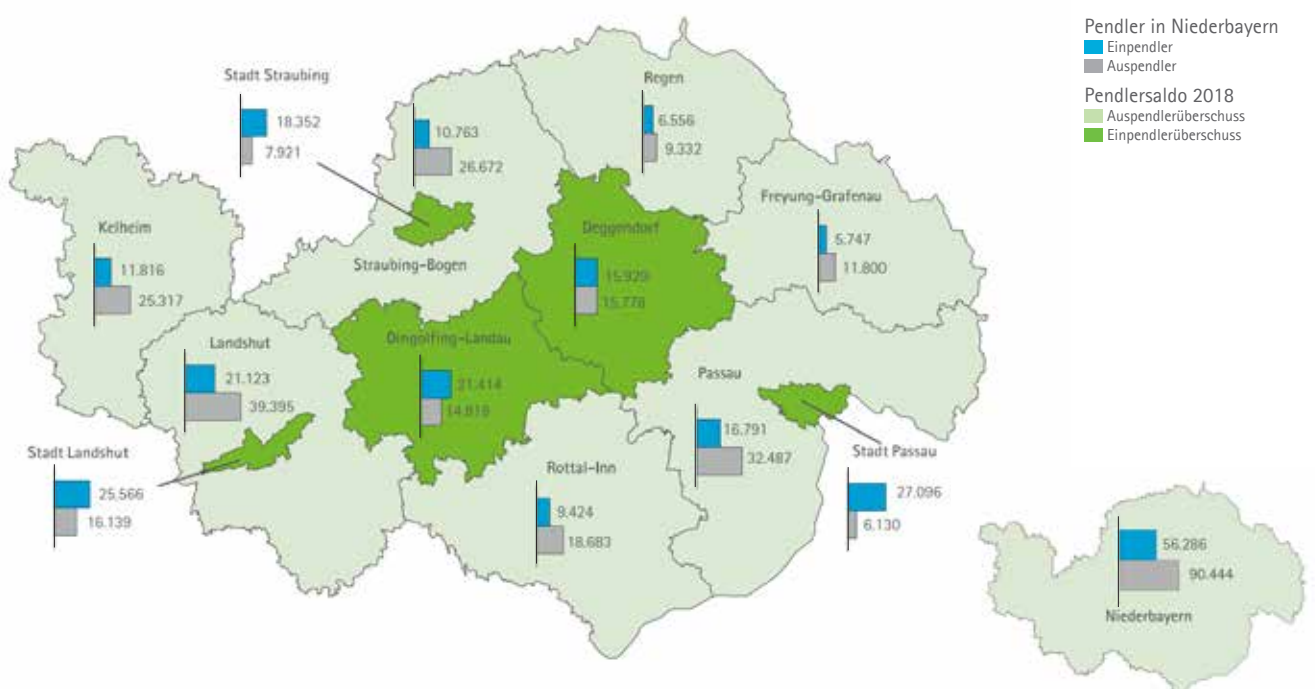 Pendler in Niederbayern
Einpendler
Auspendler
Pendlersaldo 2018
Auspendlerüberschuss
Einpendlerüberschuss
Stadt Straubing
18.352
7.921
10.763
26.672
Straubing-Bogen
Regen
6.556
9.332
Freyung-Grafenau
5.747
11.800
Kelheim
11.816
25.317
Deggendorf
15.929
15.778
Landshut
21.123
39.395
Dingolfing-Landau
21.414
14.819
Passau
16.791
32.487
Stadt Landshut
25.566
16.139
Rottal-Inn
9.424
18.683
Stadt Passau
27.096
6.130
56.286
90.444
Niederbayern